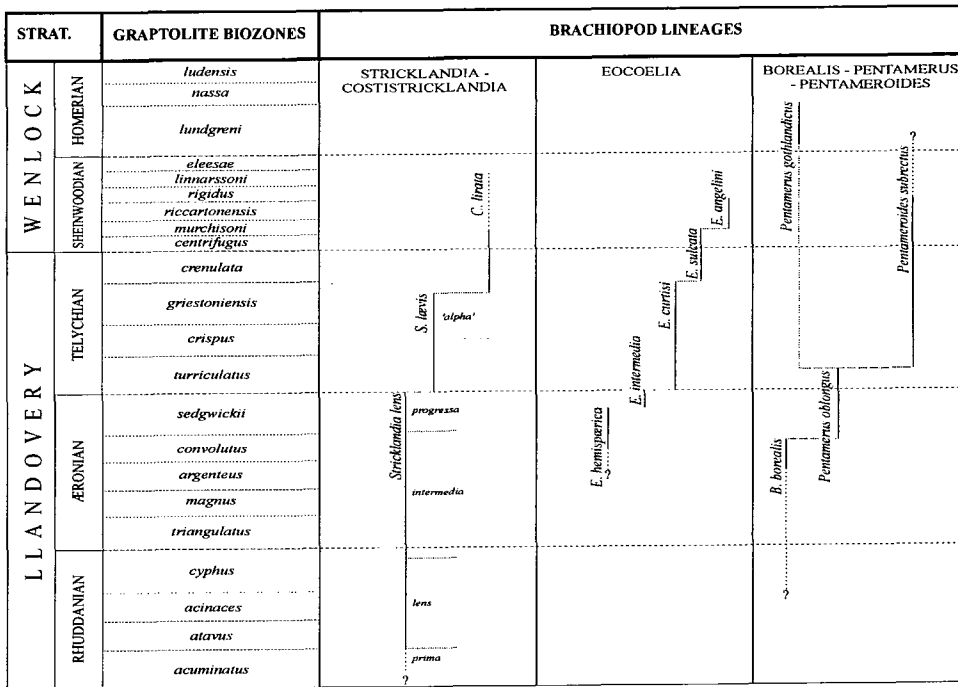 STRAT.
GRAPTOLITE BIOZONES
BRACHIOPOD LINEAGES
WENLOCK
HOMERIAN
ludensis
nassa
lundgreni
SHEINWOODIAN
eleesae
linnarssoni
rigidus
riccartonensis
murchisoni
centrifugus
LLANDOVERY
TELYCHIAN
crenulata
griestoniensis
crispus
turriculatus
ÆRONIAN
sedgwickii
convolutus
argenteus
magnus
triangulatus
RHUDDANIAN
cyphus
acinaces
atavus
acuminatus
STRICKLANDIA -
COSTISTRICKLANDIA
C. lirata
S. lævis
'alpha'
Stricklandia lens
progressa
intermedia
lens
prima
?
EOCOELIA
E. angelini
E. sulcata
E. curtisi
E. intermedia
E. hemispærica
?
BOREALIS - PENTAMERUS
- PENTAMEROIDES
Pentamerus gothlandicus
?
Pentameroides subrectus
Pentamerus oblongus
B. borealis
?